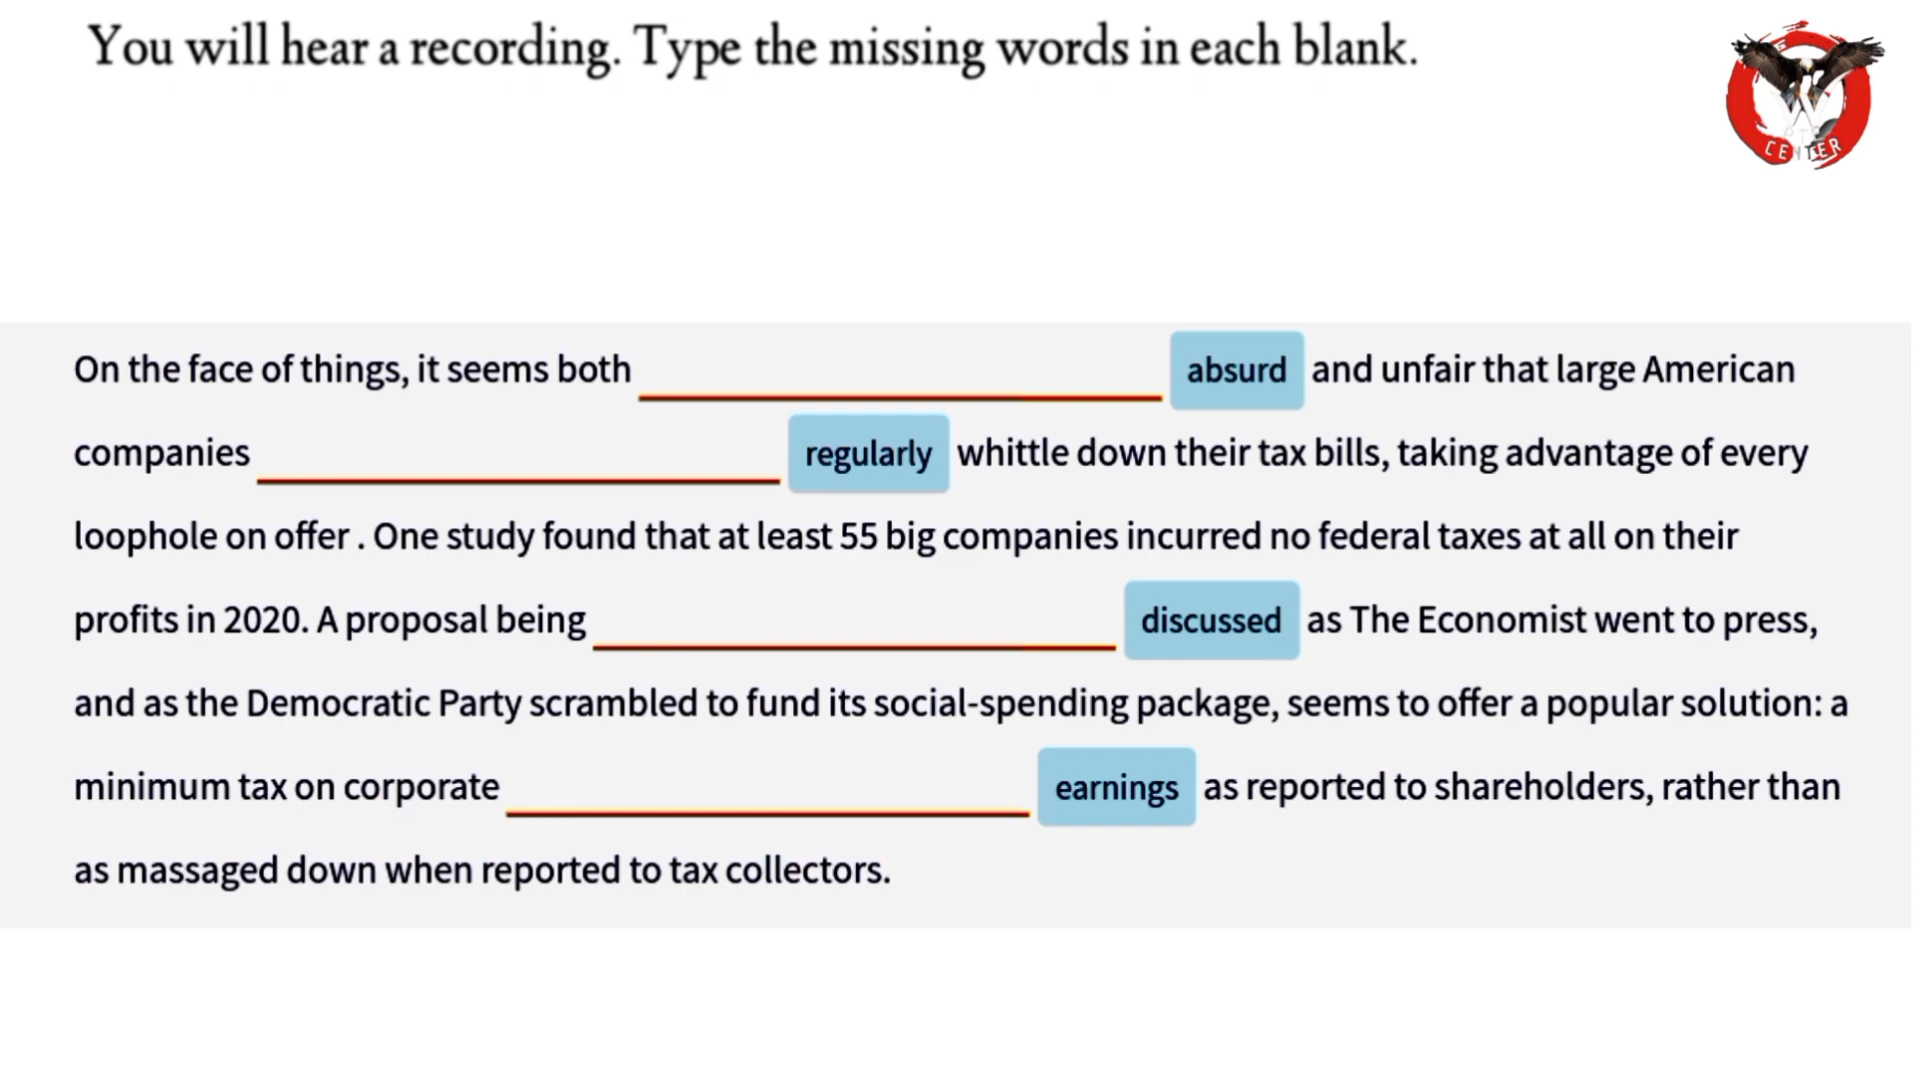 You will hear a recording. Type the missing words in each blank.
CENTER
On the face of things, it seems both absurd and unfair that large American
companies regularly whittle down their tax bills, taking advantage of every
loophole on offer . One study found that at least 55 big companies incurred no federal taxes at all on their
profits in 2020. A proposal being discussed as The Economist went to press,
and as the Democratic Party scrambled to fund its social-spending package, seems to offer a popular solution: a
minimum tax on corporate earnings as reported to shareholders, rather than
as massaged down when reported to tax collectors.